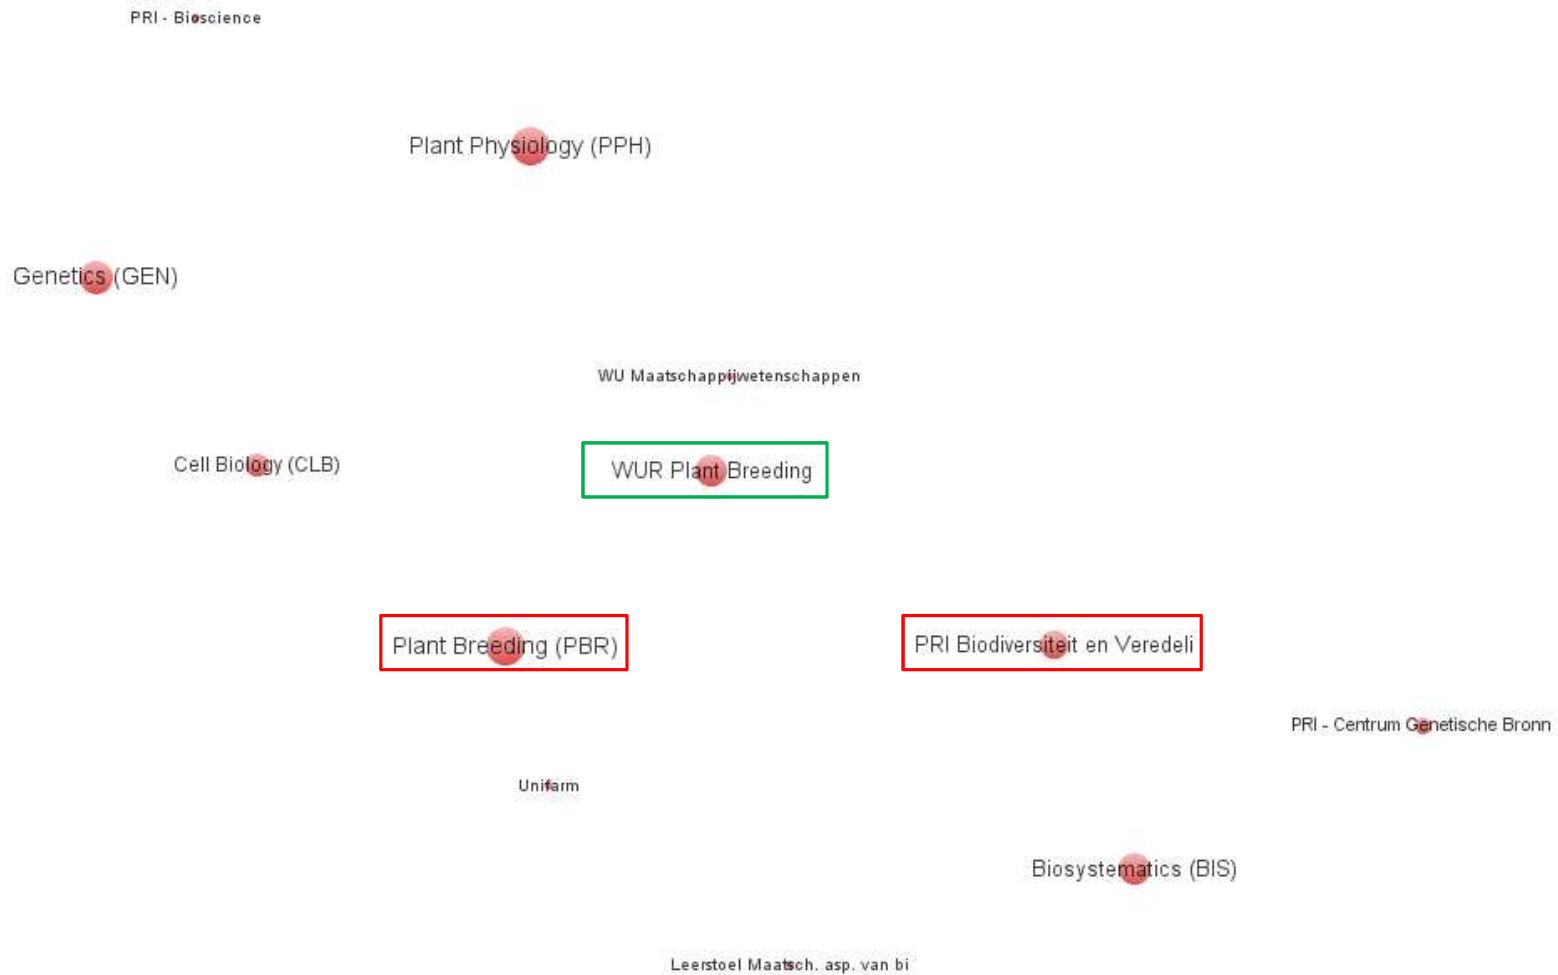 PRI - Bioscience
Plant Physiology (PPH)
Genetics (GEN)
WU Maatschappijwetenschappen
Cell Biology (CLB)
WUR Plant Breeding
Plant Breeding (PBR)
PRI Biodiversiteit en Veredeli
PRI - Centrum Genetische Bronn
Unifarm
Biosystematics (BIS)
Leerstoel Maatsch. asp. van bi